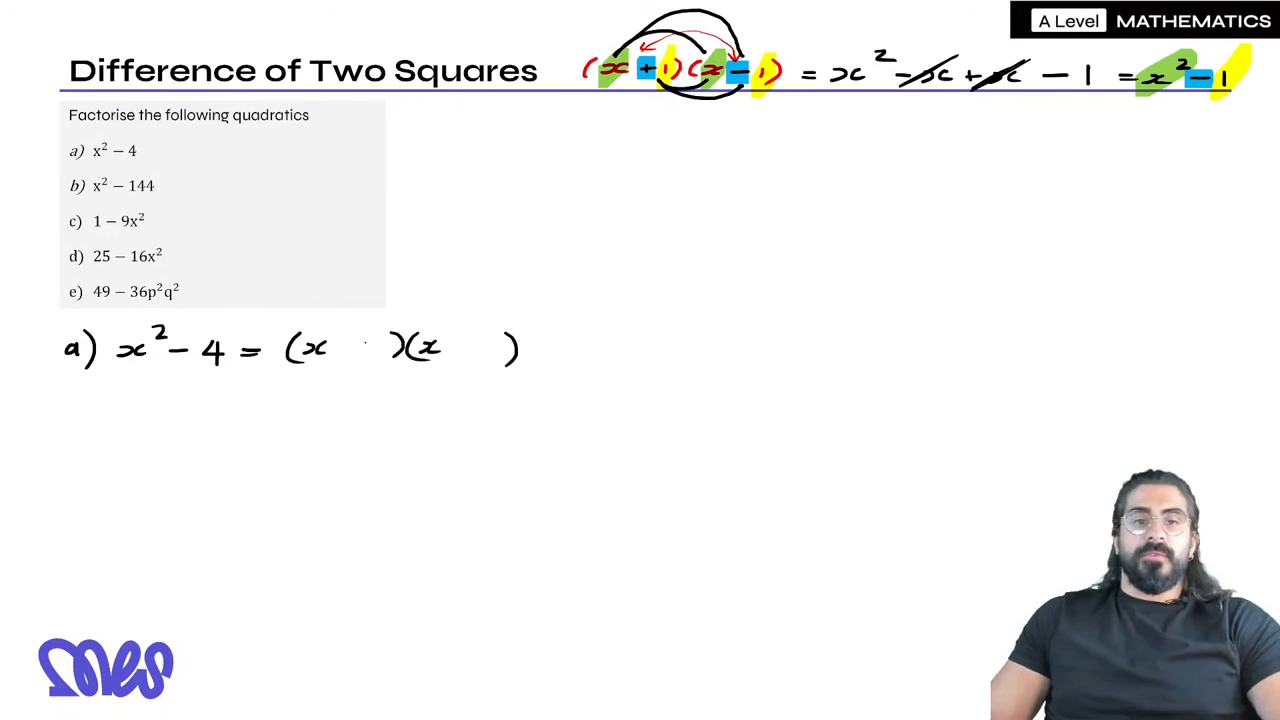 A Level MATHEMATICS
Difference of Two Squares (x + 1)(x - 1) = x² - x + x - 1 = x² - 1
Factorise the following quadratics
a) x² – 4
b) x² – 144
c) 1 – 9x²
d) 25 – 16x²
e) 49 – 36p²q²
a) x² - 4 = (x )(x )
mes